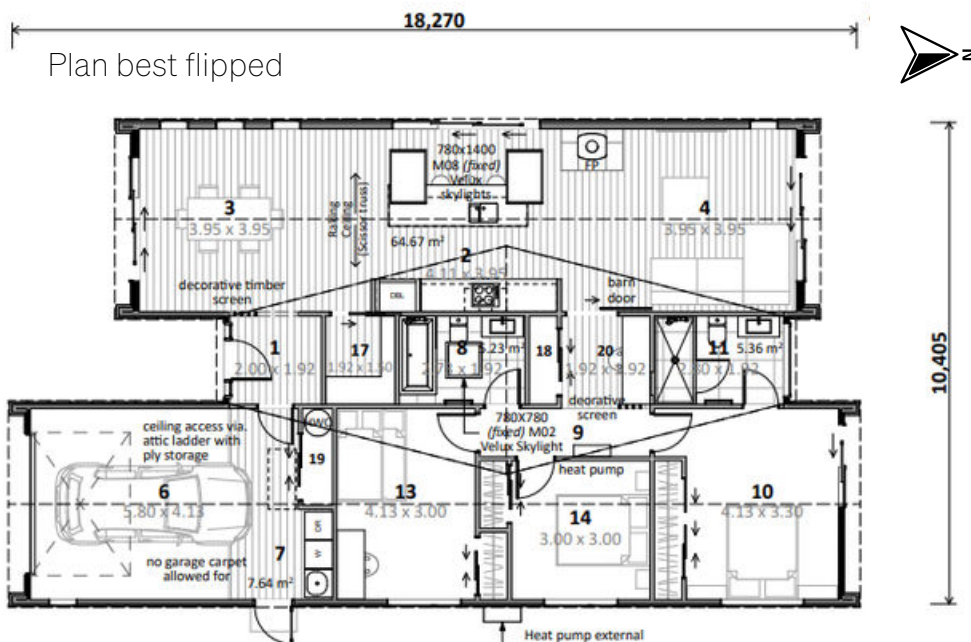 18,270
Plan best flipped
N
780x1400
M08 (fixed)
Velux
skylights
FP
3
3.95 x 3.95
Raking
Ceiling
(Scissor truss)
64.67 m²
2
4.11 x 3.95
4
3.95 x 3.95
decorative timber
screen
DBL
barn
door
10,405
1
2.00 x 1.92
17
1.92 x 1.50
8
5.23 m²
2.73 x 1.92
18
20
1.92 x 1.92
11
5.36 m²
2.80 x 1.92
decorative
screen
ceiling access via.
attic ladder with
ply storage
HWC
780X780
(fixed) M02
Velux Skylight
9
heat pump
19
6
5.80 x 4.13
13
4.13 x 3.00
14
3.00 x 3.00
10
4.13 x 3.30
DR
W
no garage carpet
allowed for
7
7.64 m²
Heat pump external